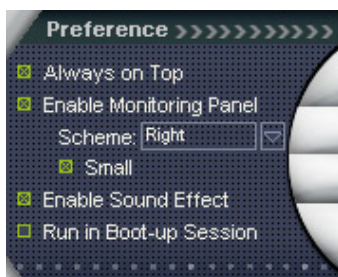 Preference >>>>>>>>>>>
Always on Top
Enable Monitoring Panel
Scheme: Right
Small
Enable Sound Effect
Run in Boot-up Session